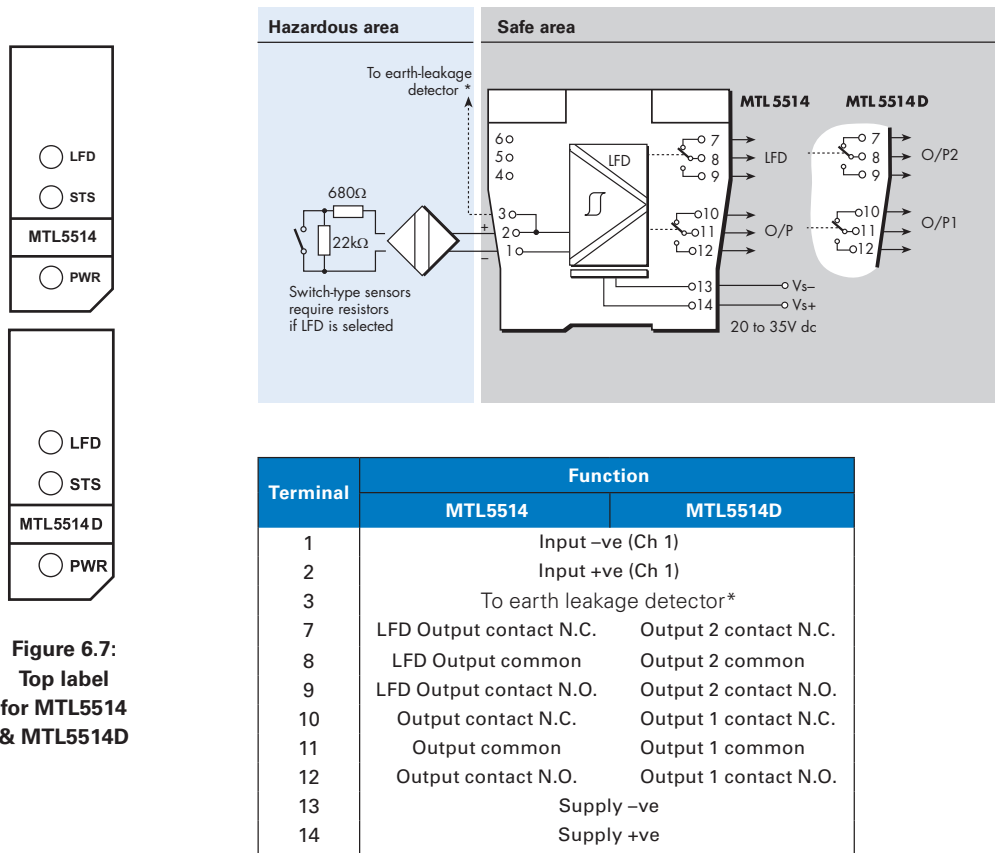 LFD
STS
MTL5514
PWR
LFD
STS
MTL5514D
PWR
Figure 6.7:
Top label
for MTL5514
& MTL5514D
Hazardous area
Safe area
To earth-leakage
detector *
680Ω
22kΩ
Switch-type sensors
require resistors
if LFD is selected
+
–
6
5
4
3
2
1
LFD
7
8
9
10
11
12
13
14
MTL 5514
LFD
O/P
Vs–
Vs+
20 to 35V dc
MTL 5514 D
7
8
9
O/P2
10
11
12
O/P1
Terminal Function
MTL5514 MTL5514D
1 Input –ve (Ch 1)
2 Input +ve (Ch 1)
3 To earth leakage detector*
7 LFD Output contact N.C. Output 2 contact N.C.
8 LFD Output common Output 2 common
9 LFD Output contact N.O. Output 2 contact N.O.
10 Output contact N.C. Output 1 contact N.C.
11 Output common Output 1 common
12 Output contact N.O. Output 1 contact N.O.
13 Supply –ve
14 Supply +ve